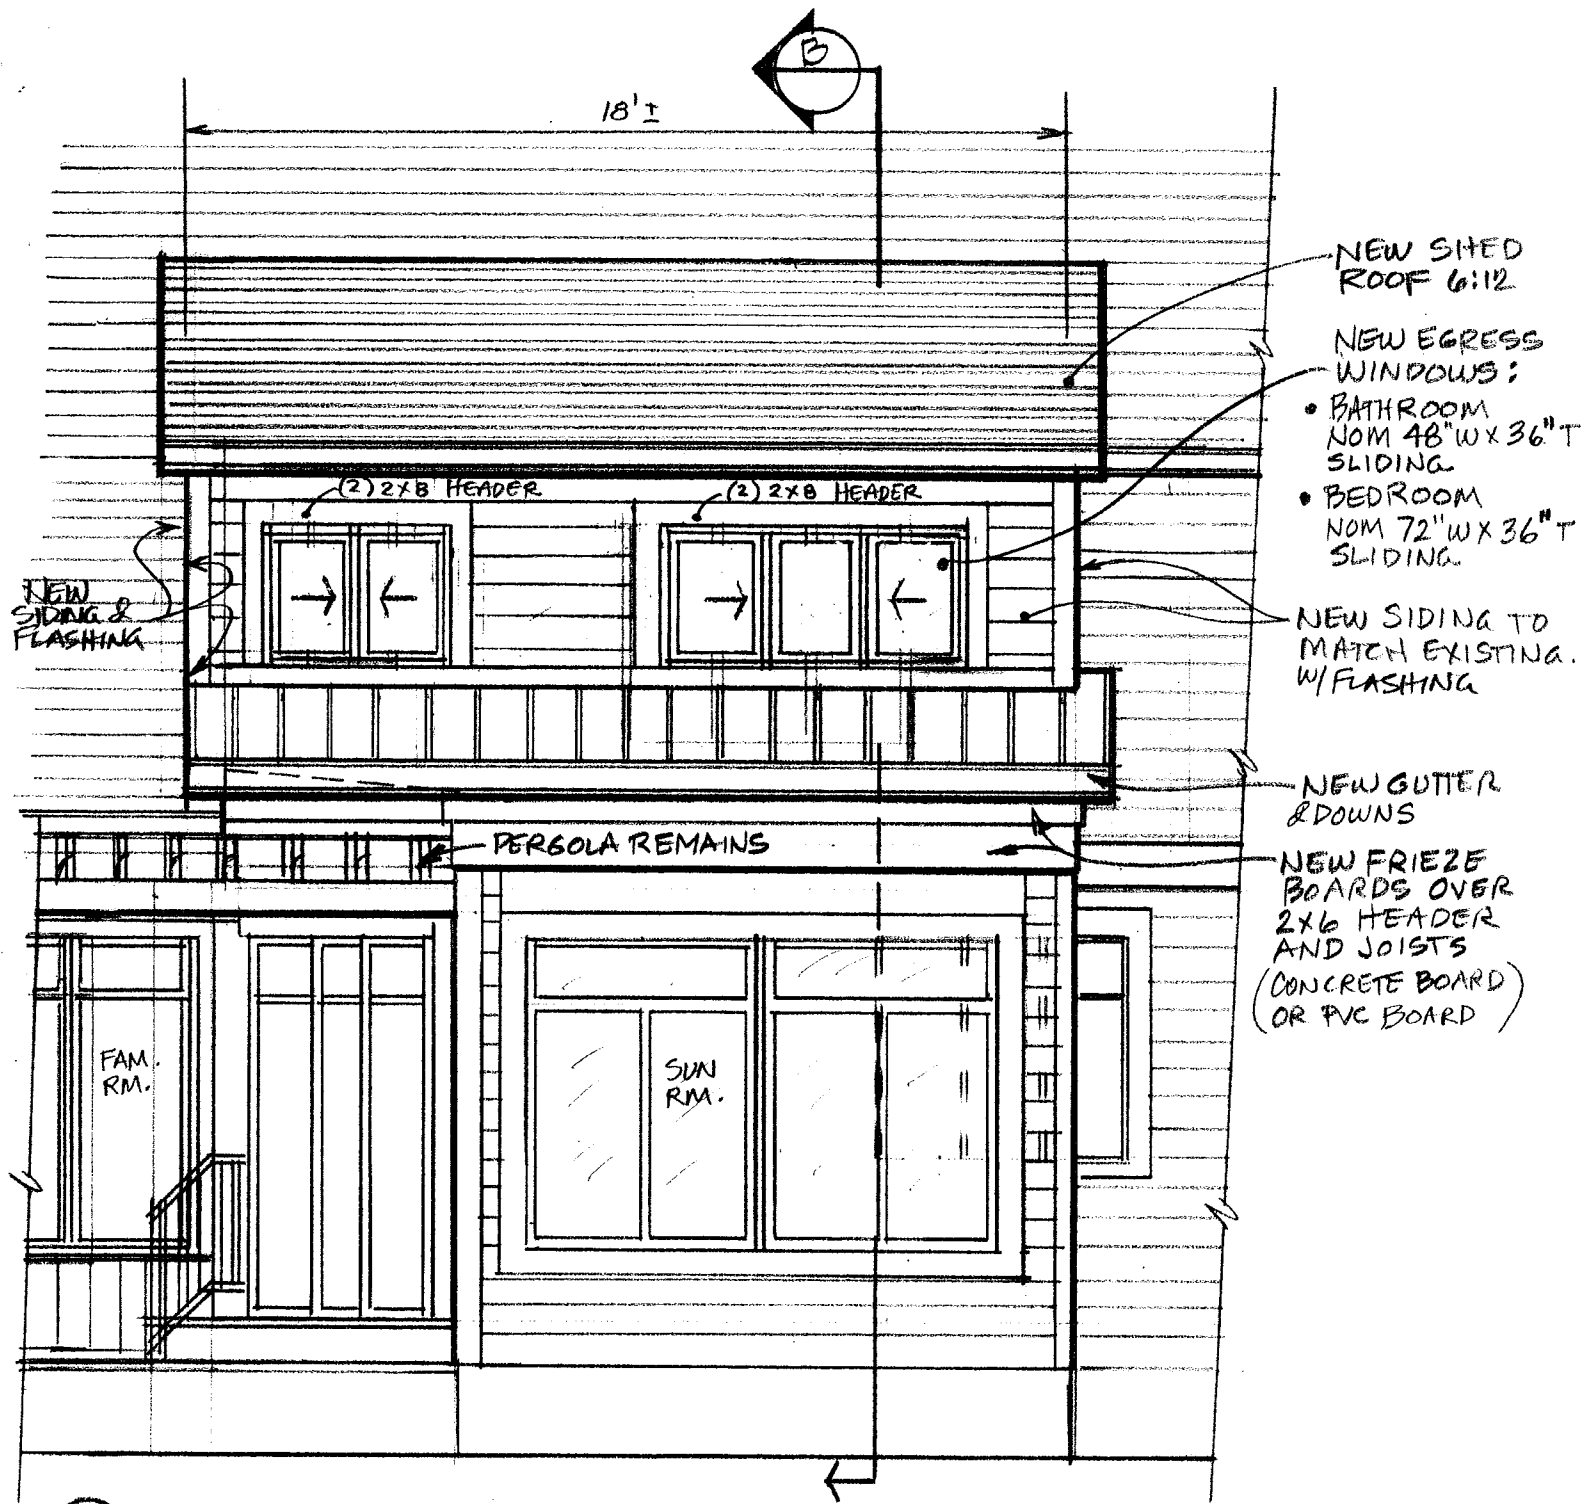 B
18'±
NEW SHED
ROOF 6:12
NEW EGRESS
WINDOWS:
• BATHROOM
NOM 48"W X 36"T
SLIDING
• BEDROOM
NOM 72"W X 36"T
SLIDING
(2) 2X8 HEADER
(2) 2X8 HEADER
NEW
SIDING &
FLASHING
NEW SIDING TO
MATCH EXISTING.
W/ FLASHING
NEW GUTTER
& DOWNS
PERGOLA REMAINS
NEW FRIEZE
BOARDS OVER
2X6 HEADER
AND JOISTS
(CONCRETE BOARD
OR PVC BOARD)
FAM.
RM.
SUN
RM.